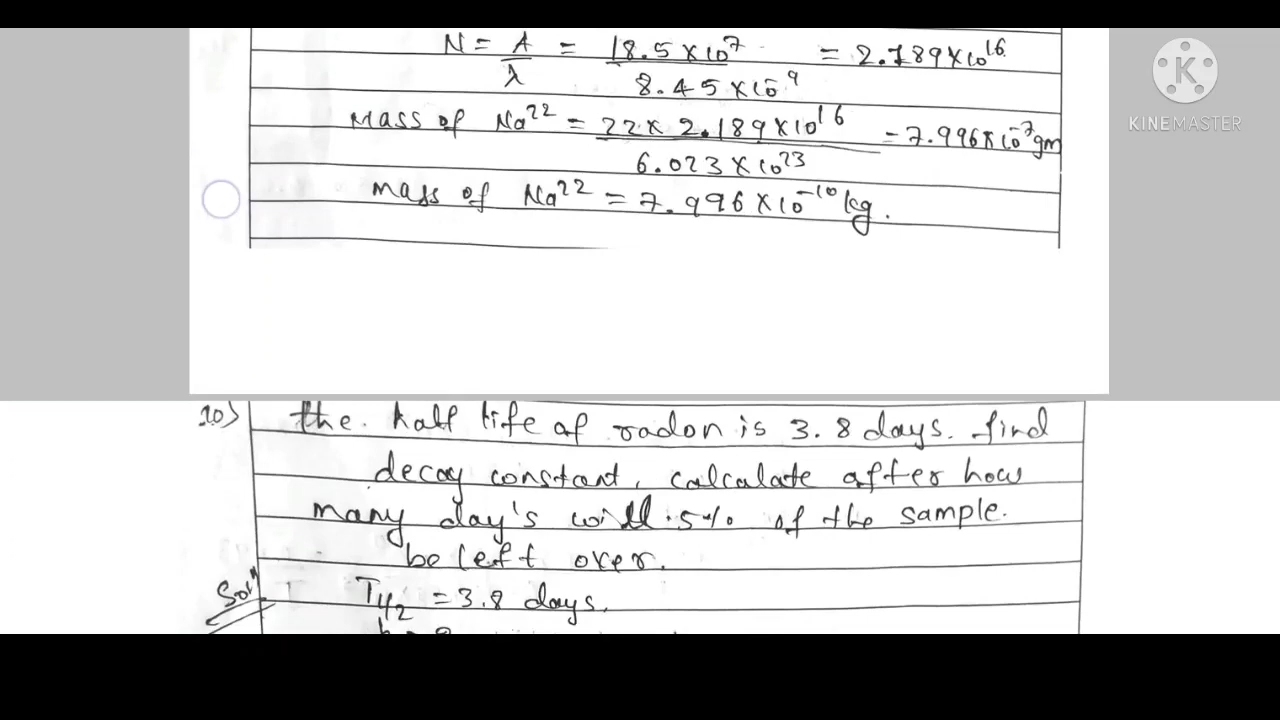 N = A/λ = 18.5×10⁷ / 8.45×10⁻⁹ = 2.189×10¹⁶
Mass of Na²² = 22×2.189×10¹⁶ / 6.023×10²³ = 7.996×10⁻⁷gm
Mass of Na²² = 7.996×10⁻¹⁰ kg.
K
KINEMASTER
10) the. half life of radon is 3.8 days. find
decay constant, calculate after how
many day's will 5% of the sample.
be left over.
Solⁿ T1/2 = 3.8 days.